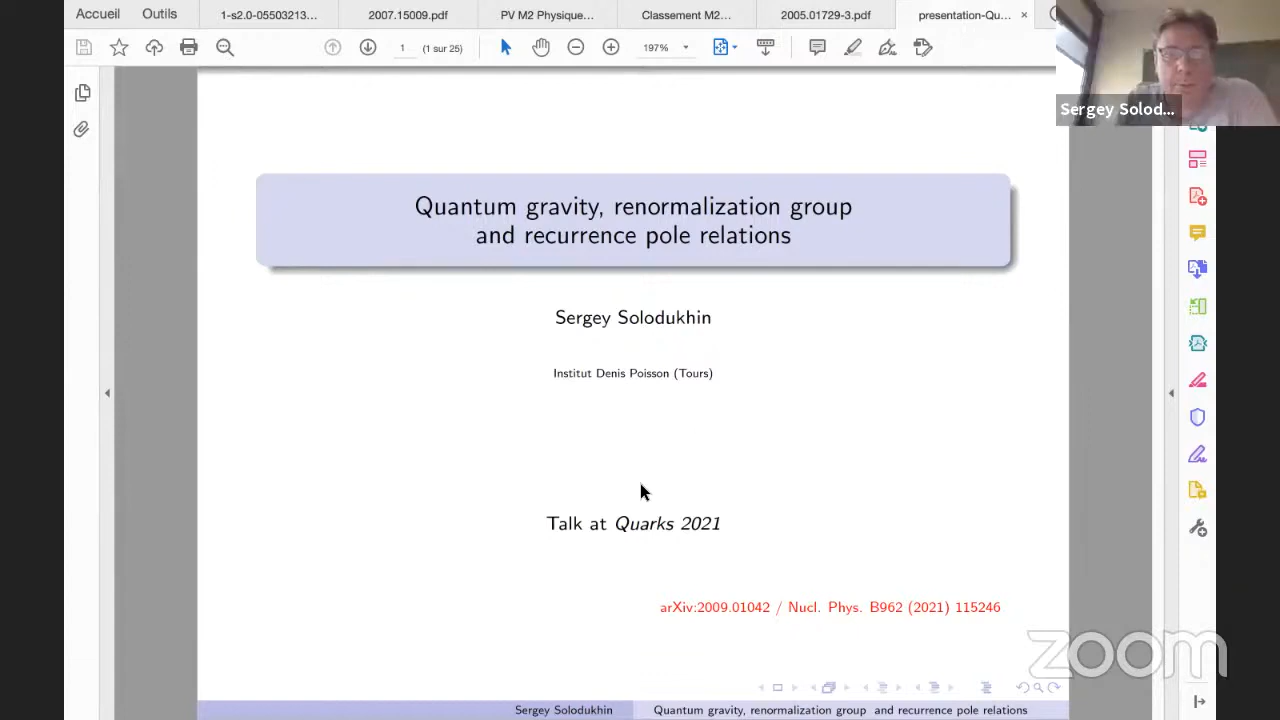 Accueil Outils 1-s2.0-05503213... 2007.15009.pdf PV M2 Physique... Classement M2... 2005.01729-3.pdf presentation-Qu... ×
1 (1 sur 25) 197%
Sergey Solod...
Quantum gravity, renormalization group
and recurrence pole relations
Sergey Solodukhin
Institut Denis Poisson (Tours)
Talk at Quarks 2021
arXiv:2009.01042 / Nucl. Phys. B962 (2021) 115246
zoom
Sergey Solodukhin Quantum gravity, renormalization group and recurrence pole relations